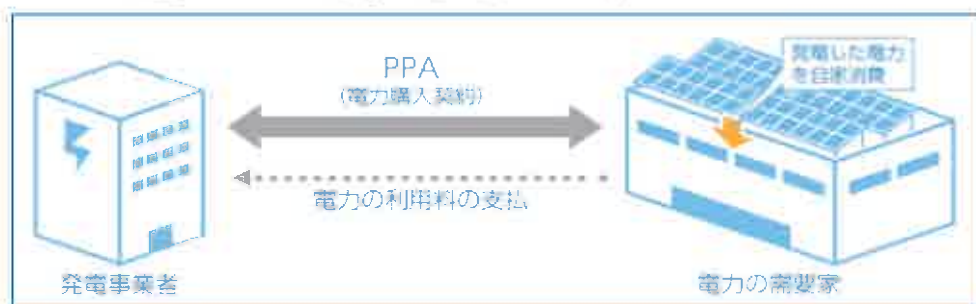 PPA
(電力購入契約)
発電した電力
を自家消費
電力の利用料の支払
発電事業者
電力の需要家